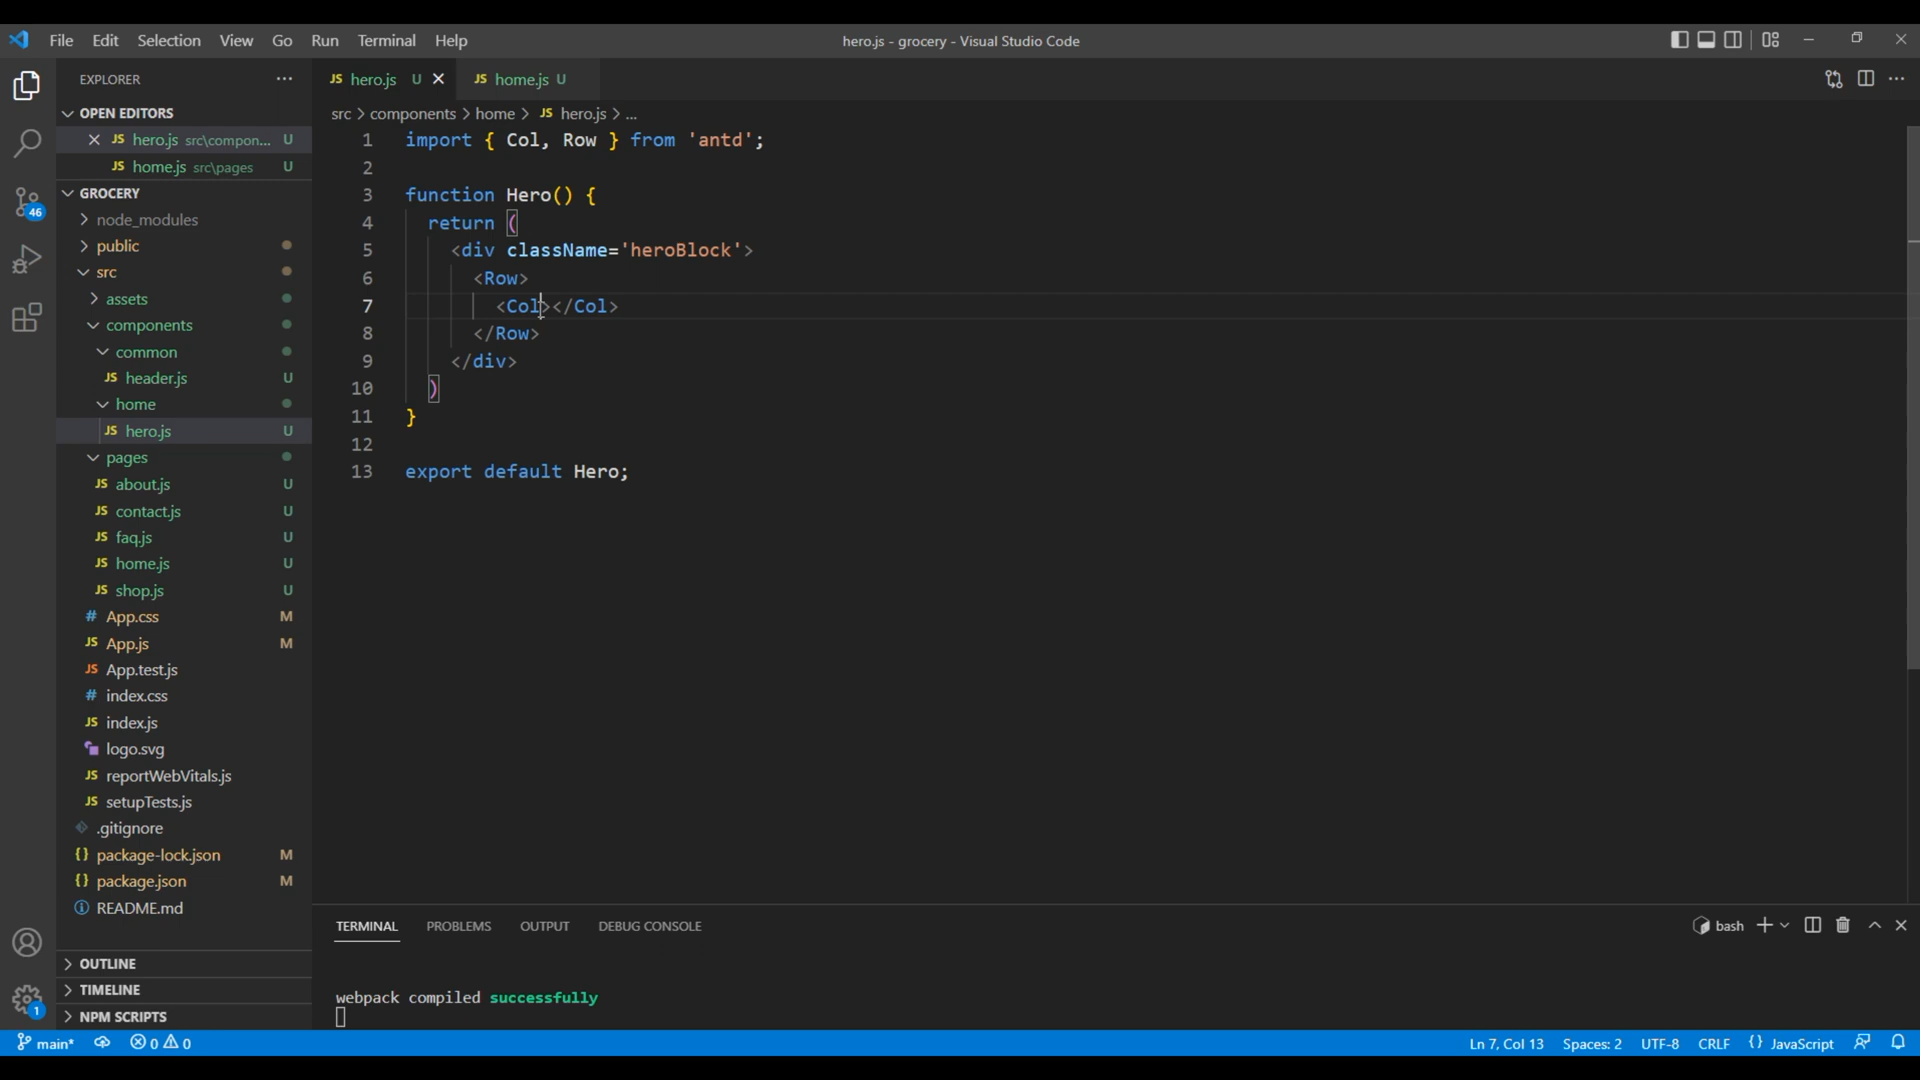 File Edit Selection View Go Run Terminal Help
hero.js - grocery - Visual Studio Code
EXPLORER
OPEN EDITORS
JS hero.js src\compon... U
JS home.js src\pages U
GROCERY
node_modules
public
src
assets
components
common
JS header.js U
home
JS hero.js U
pages
JS about.js U
JS contact.js U
JS faq.js U
JS home.js U
JS shop.js U
# App.css M
JS App.js M
JS App.test.js
# index.css
JS index.js
logo.svg
JS reportWebVitals.js
JS setupTests.js
.gitignore
{} package-lock.json M
{} package.json M
README.md
OUTLINE
TIMELINE
NPM SCRIPTS
46
1
JS hero.js U
JS home.js U
src > components > home > JS hero.js > ...
1 import { Col, Row } from 'antd';
2
3 function Hero() {
4 return (
5 <div className='heroBlock'>
6 <Row>
7 <Col></Col>
8 </Row>
9 </div>
10 )
11 }
12
13 export default Hero;
TERMINAL PROBLEMS OUTPUT DEBUG CONSOLE
bash
webpack compiled successfully
main* 0 0
Ln 7, Col 13 Spaces: 2 UTF-8 CRLF {} JavaScript